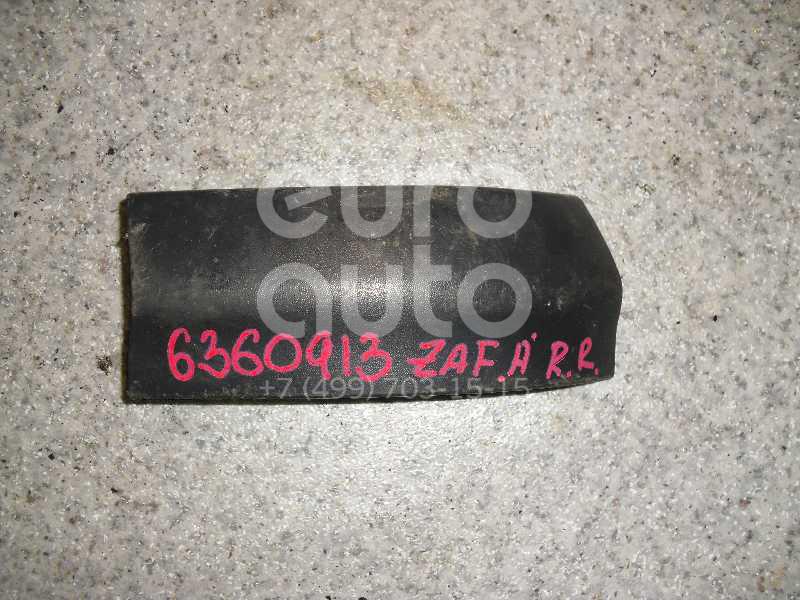 euro
auto
6360913 ZAF.A R.R.
+7 (499) 703-15-15